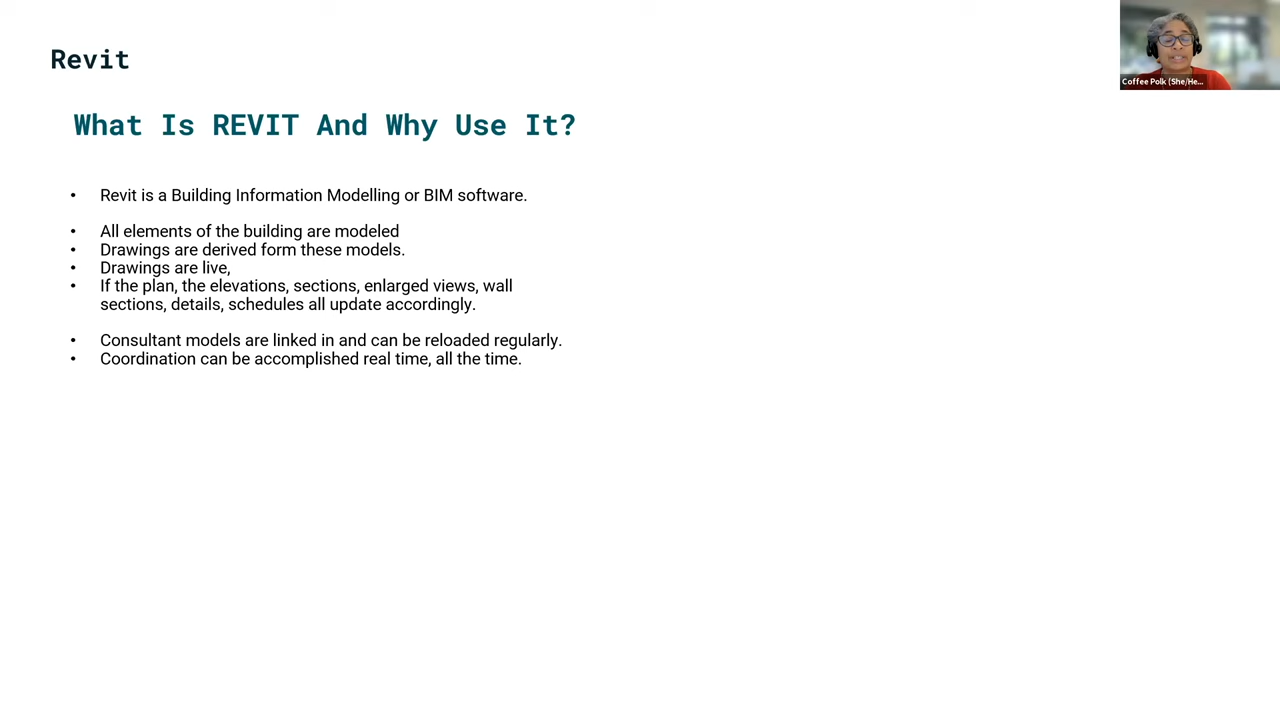 Revit
What Is REVIT And Why Use It?
• Revit is a Building Information Modelling or BIM software.
• All elements of the building are modeled
• Drawings are derived form these models.
• Drawings are live,
• If the plan, the elevations, sections, enlarged views, wall
sections, details, schedules all update accordingly.
• Consultant models are linked in and can be reloaded regularly.
• Coordination can be accomplished real time, all the time.
Coffee Polk (She/He...